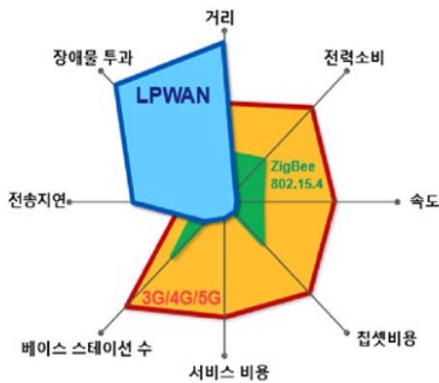 거리
장애물 투과
전력소비
LPWAN
ZigBee
802.15.4
전송지연
속도
3G/4G/5G
베이스 스테이션 수
칩셋비용
서비스 비용